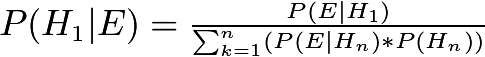 P(H_1|E) = \frac{P(E|H_1)}{\sum_{k=1}^{n}(P(E|H_n)*P(H_n))}